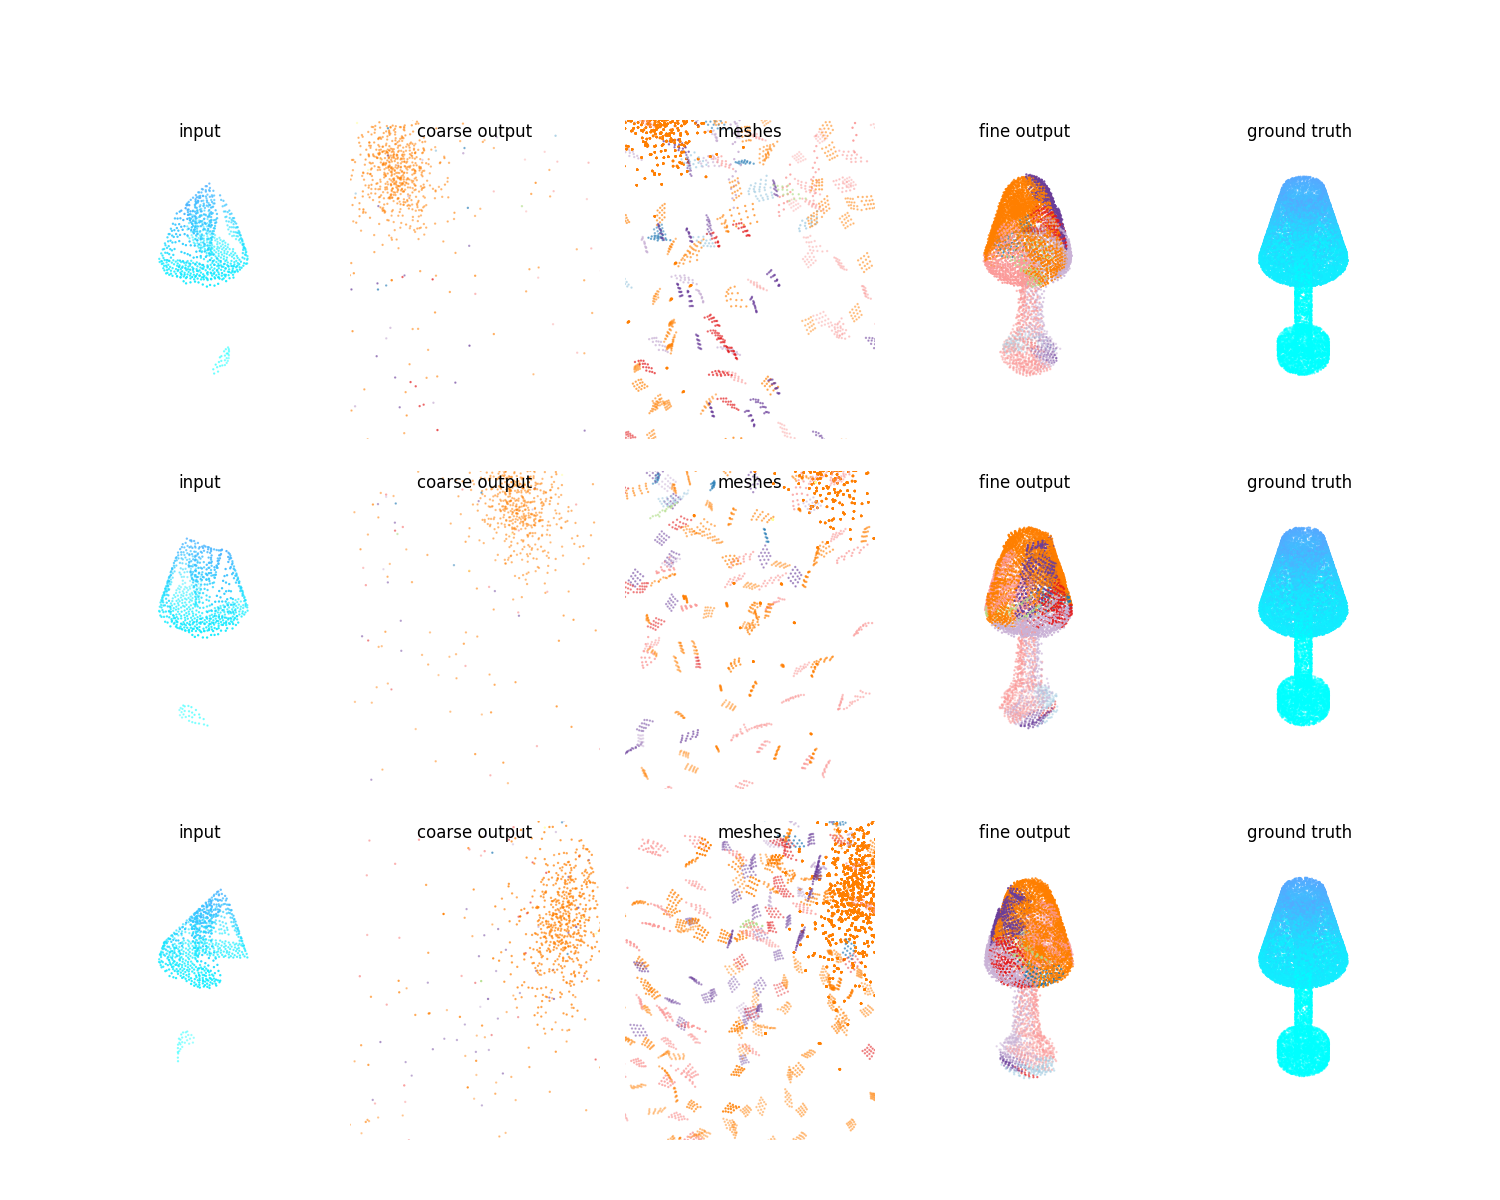 input
coarse output
meshes
fine output
ground truth
input
coarse output
meshes
fine output
ground truth
input
coarse output
meshes
fine output
ground truth